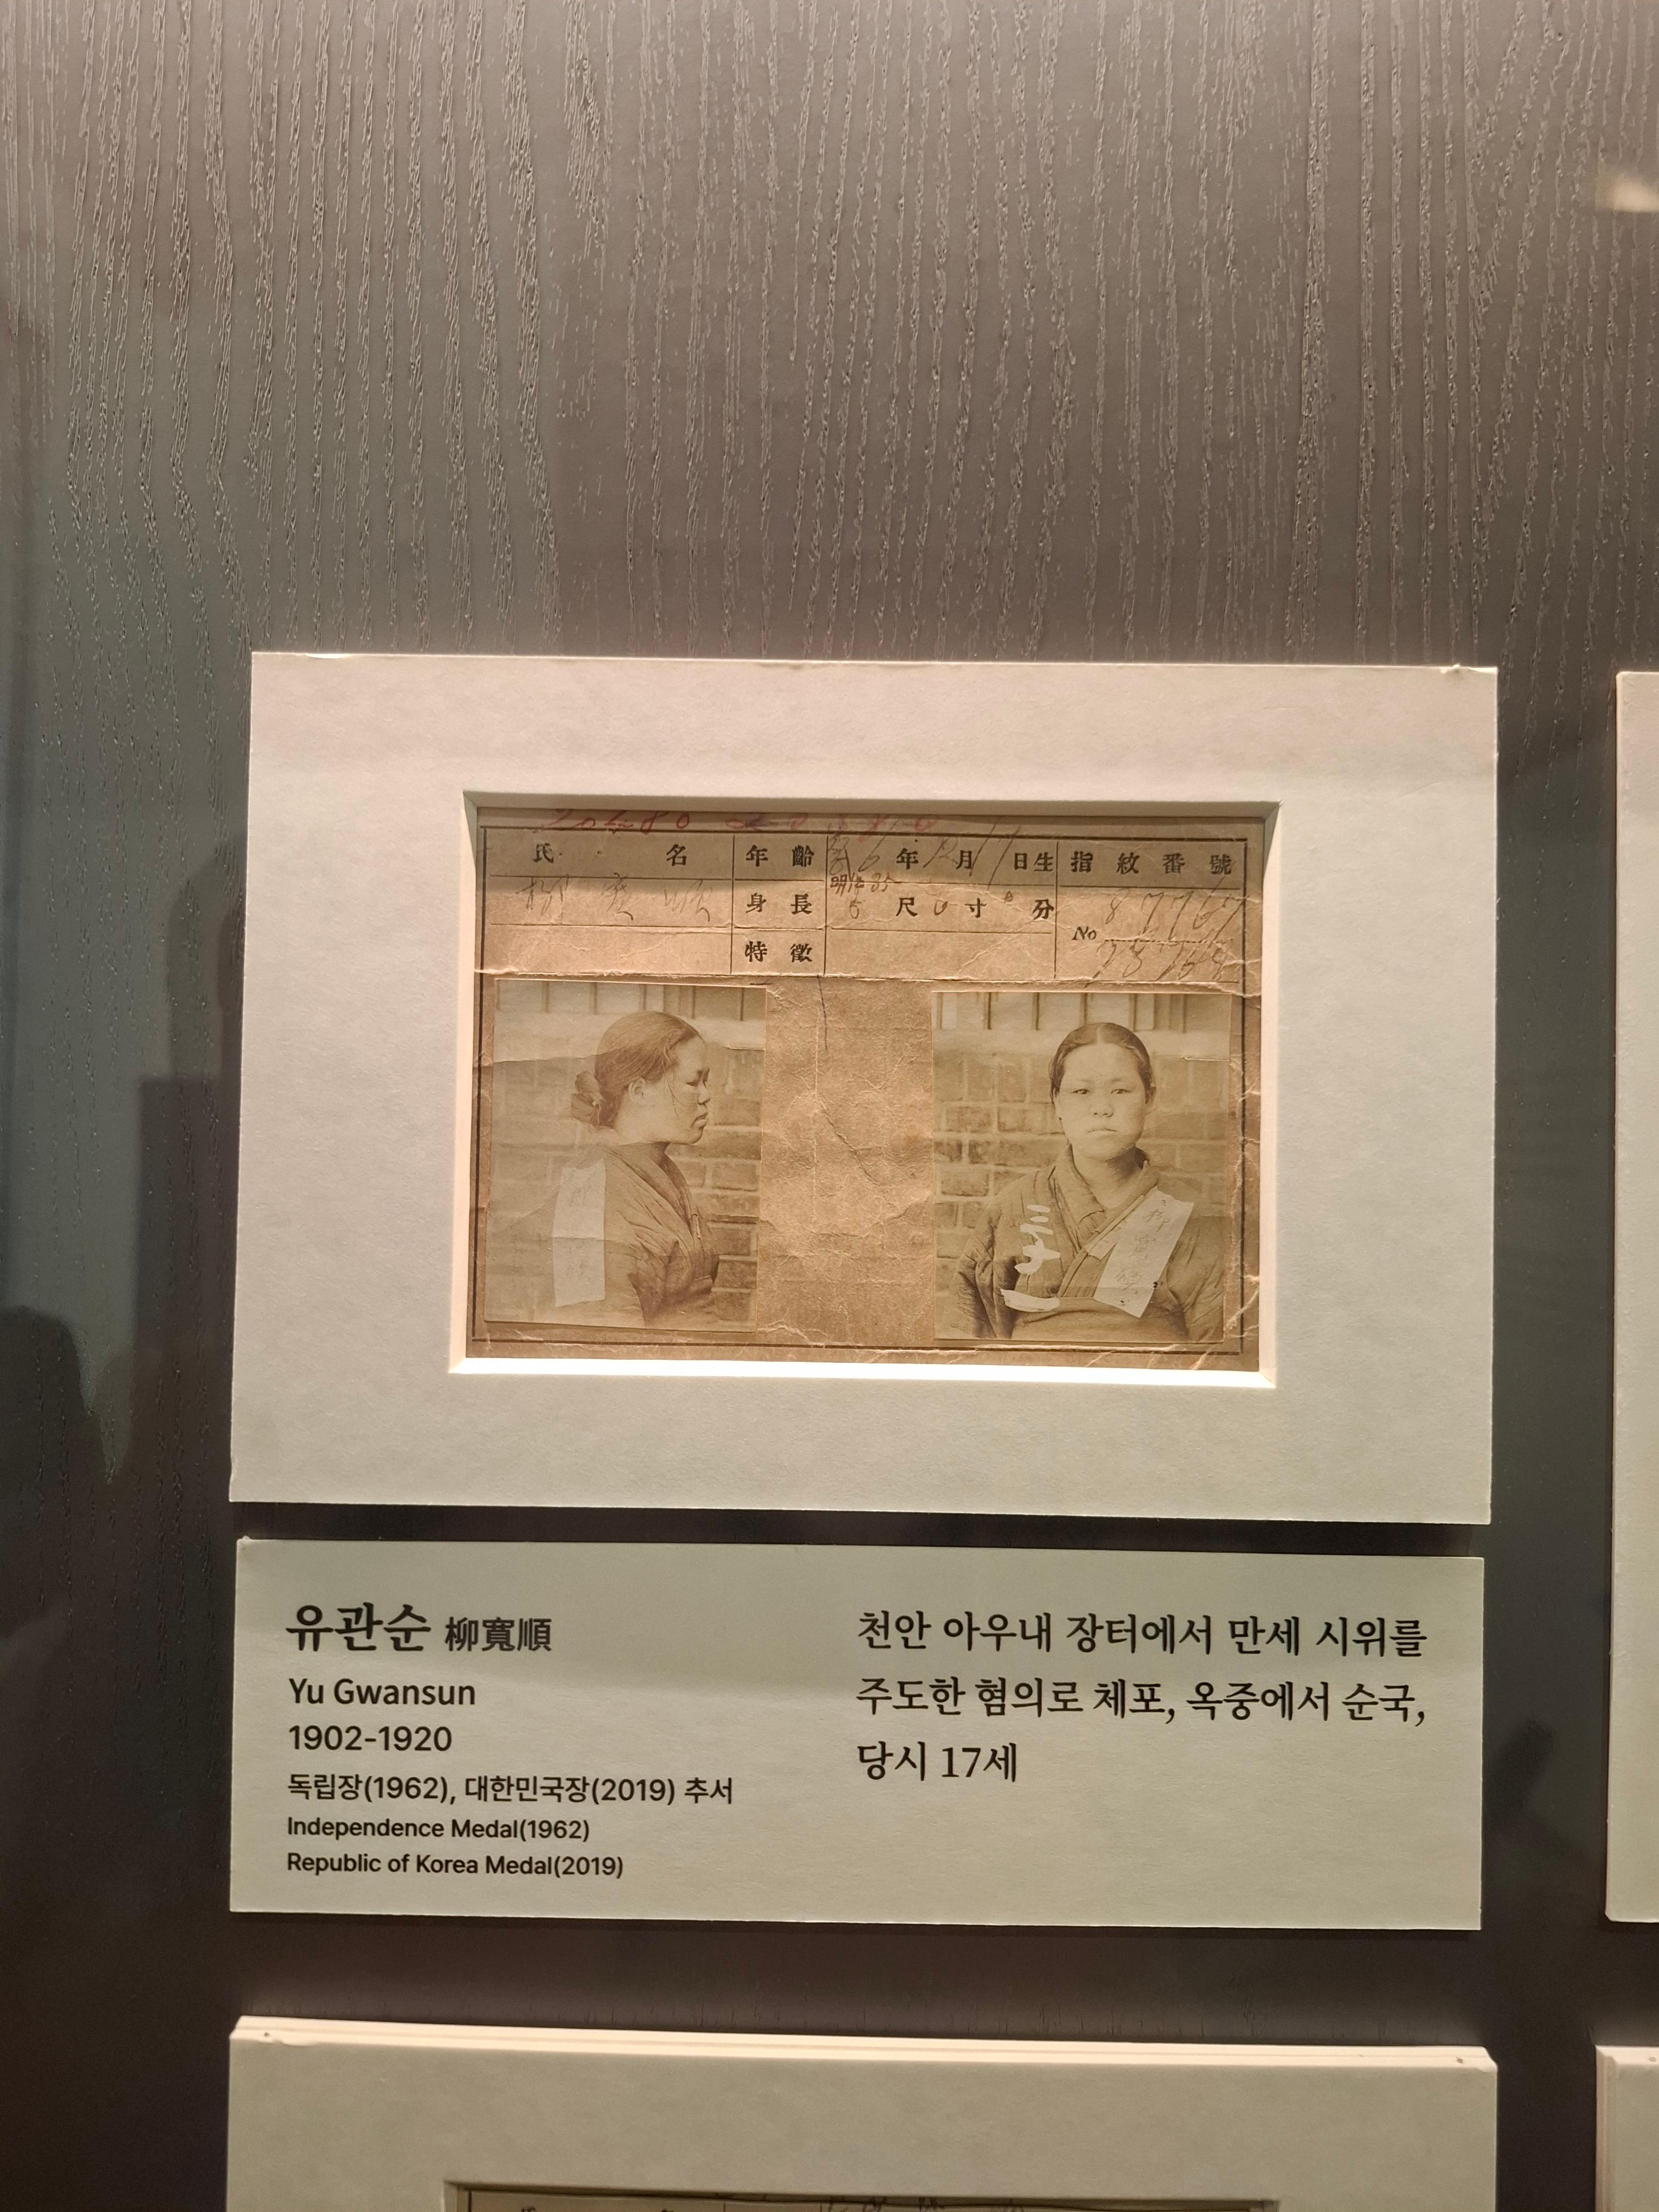 氏 名 年齡 年 月 日生 指紋番號
柳寬順 身長 尺 寸 分 No
特徵
유관순 柳寬順
Yu Gwansun
1902-1920
독립장(1962), 대한민국장(2019) 추서
Independence Medal(1962)
Republic of Korea Medal(2019)
천안 아우내 장터에서 만세 시위를
주도한 혐의로 체포, 옥중에서 순국,
당시 17세